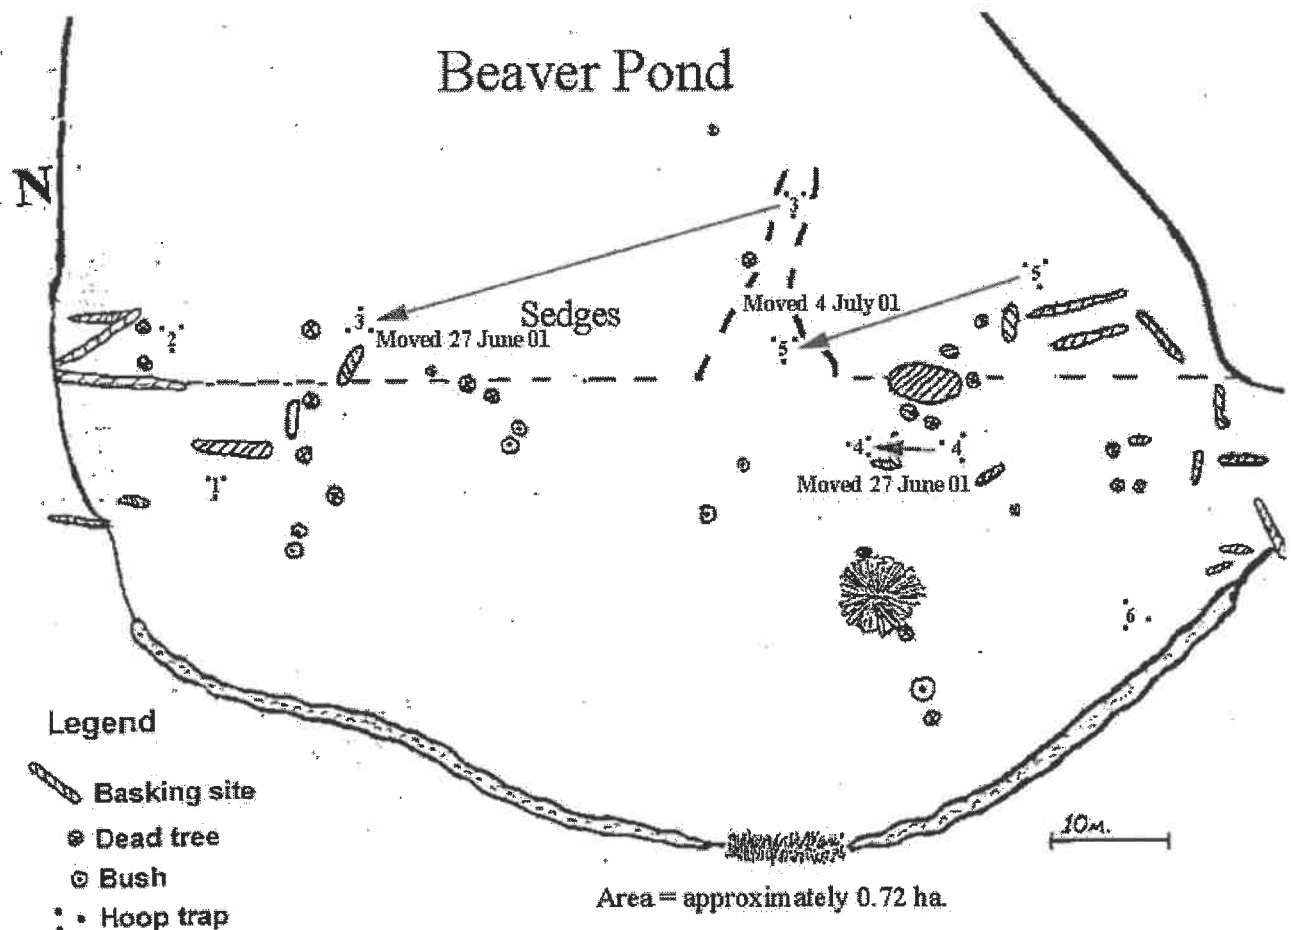 Beaver Pond
N
3
5
Moved 4 July 01
3
Sedges
2
Moved 27 June 01
5
4
4
1
Moved 27 June 01
6
Legend
Basking site
Dead tree
Bush
Hoop trap
10 M.
Area = approximately 0.72 ha.